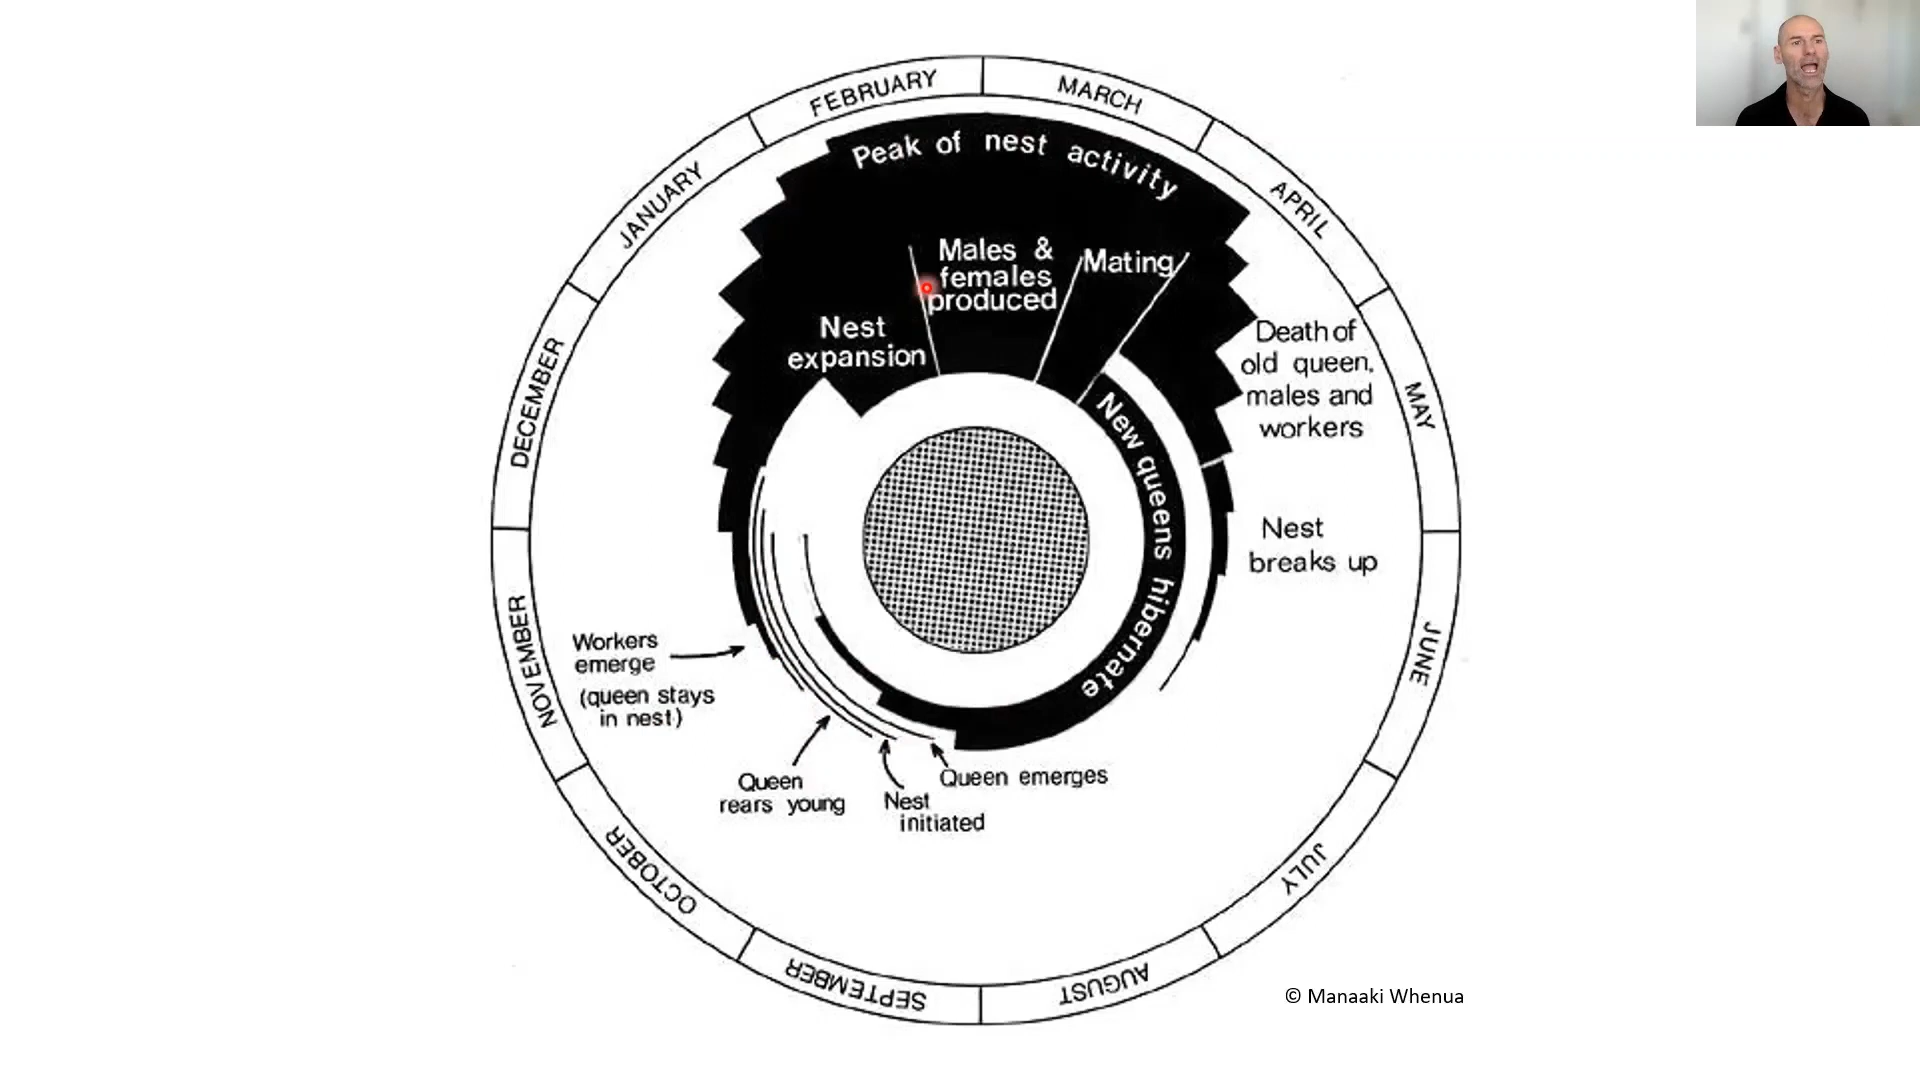 FEBRUARY
MARCH
APRIL
MAY
JUNE
JULY
AUGUST
SEPTEMBER
OCTOBER
NOVEMBER
DECEMBER
JANUARY
Peak of nest activity
Males &
females
produced
Mating
Nest
expansion
New queens hibernate
Death of
old queen,
males and
workers
Nest
breaks up
Workers
emerge
(queen stays
in nest)
Queen
rears young
Nest
initiated
Queen emerges
© Manaaki Whenua